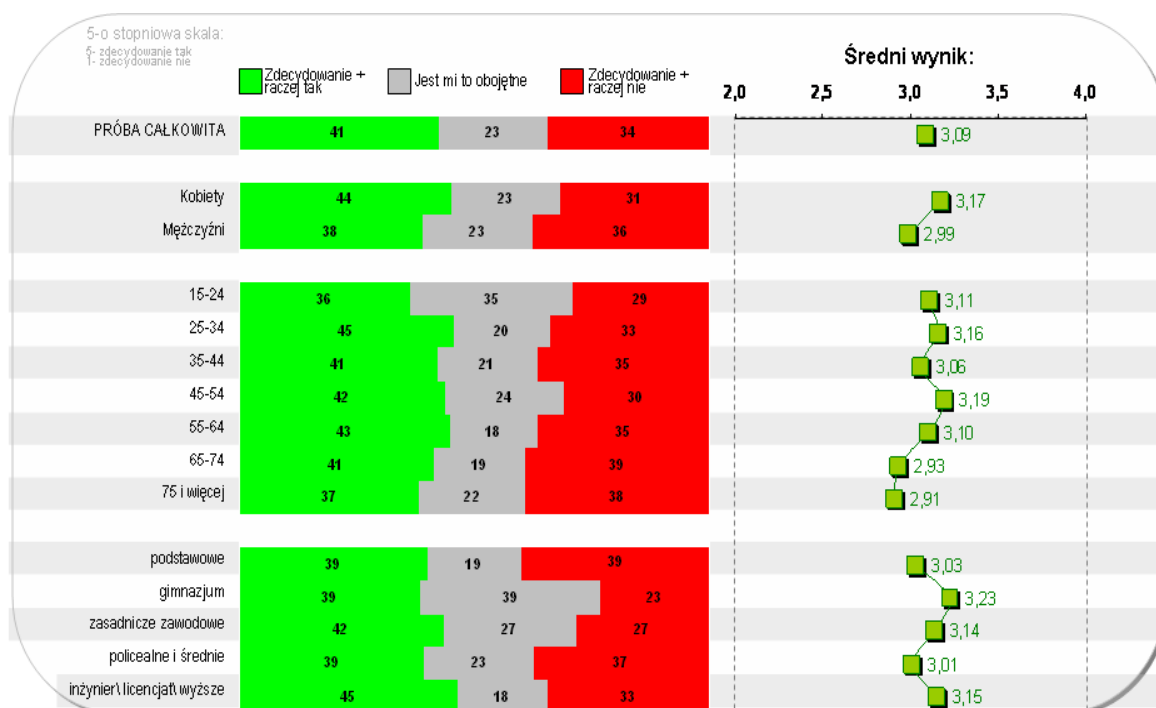 5-o stopniowa skala:
5- zdecydowanie tak
1- zdecydowanie nie
Zdecydowanie + raczej tak
Jest mi to obojętne
Zdecydowanie + raczej nie
Średni wynik:
2,0 2,5 3,0 3,5 4,0
PRÓBA CAŁKOWITA 41 23 34 3,09
Kobiety 44 23 31 3,17
Mężczyźni 38 23 36 2,99
15-24 36 35 29 3,11
25-34 45 20 33 3,16
35-44 41 21 35 3,06
45-54 42 24 30 3,19
55-64 43 18 35 3,10
65-74 41 19 39 2,93
75 i więcej 37 22 38 2,91
podstawowe 39 19 39 3,03
gimnazjum 39 39 23 3,23
zasadnicze zawodowe 42 27 27 3,14
policealne i średnie 39 23 37 3,01
inżynier\ licencjat\ wyższe 45 18 33 3,15